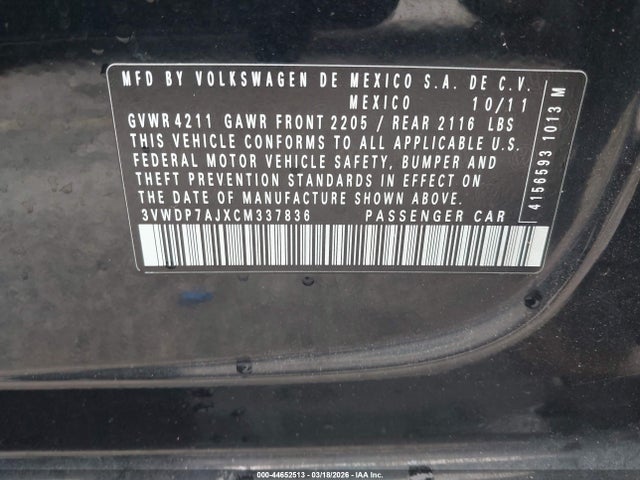 MFD BY VOLKSWAGEN DE MEXICO S.A. DE C.V.
MEXICO 10/11
GVWR 4211 GAWR FRONT 2205 / REAR 2116 LBS
THIS VEHICLE CONFORMS TO ALL APPLICABLE U.S.
FEDERAL MOTOR VEHICLE SAFETY, BUMPER AND
THEFT PREVENTION STANDARDS IN EFFECT ON
THE DATE OF MANUFACTURE SHOWN ABOVE.
3VWDP7AJXCM337836 PASSENGER CAR
4156593 1013 M
000-44652513 - 03/18/2026 - COPYRIGHT © IAA